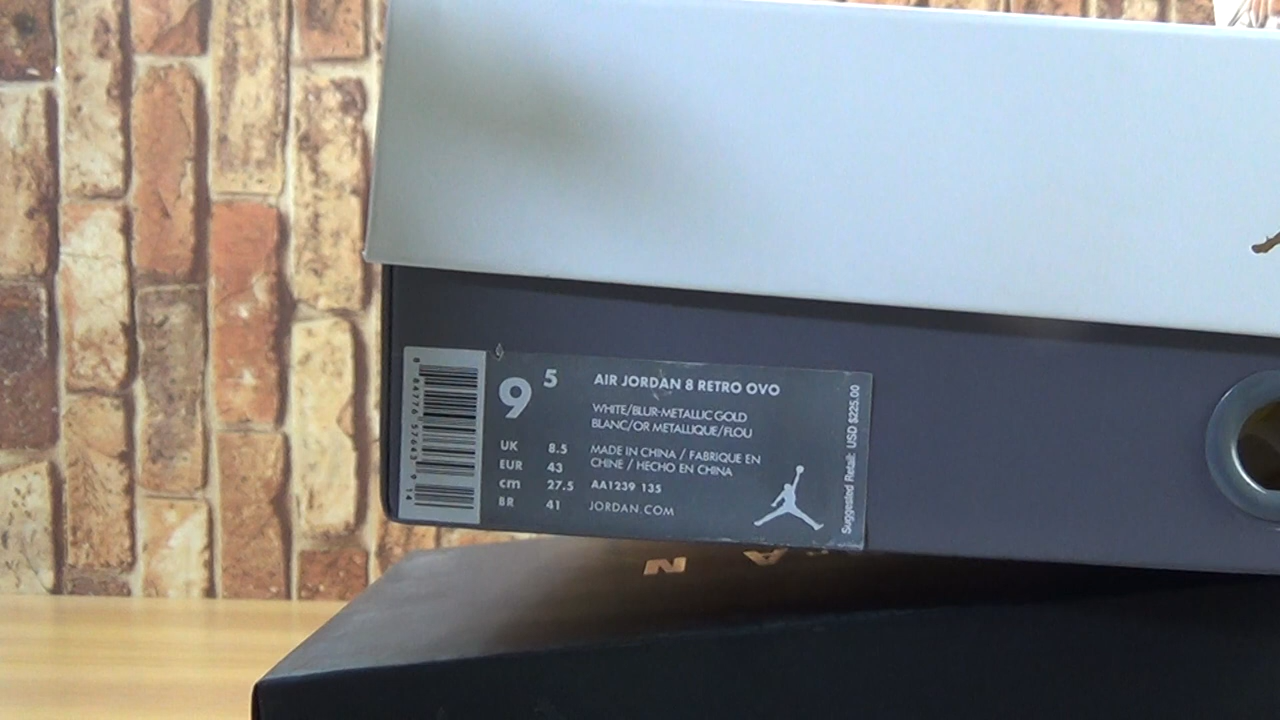 9 5
UK 8.5
EUR 43
cm 27.5
BR 41
AIR JORDAN 8 RETRO OVO
WHITE/BLUR-METALLIC GOLD
BLANC/OR METALLIQUE/FLOU
MADE IN CHINA / FABRIQUE EN
CHINE / HECHO EN CHINA
AA1239 135
JORDAN.COM
Suggested Retail: USD $225.00